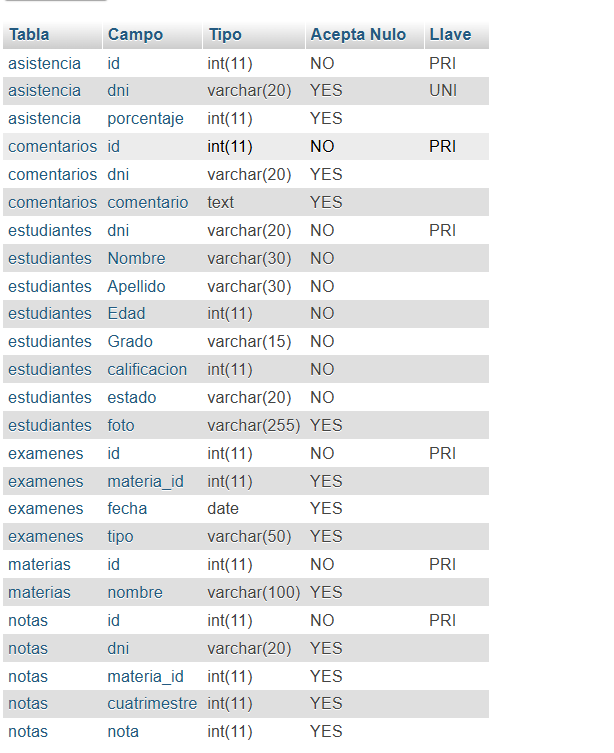 Tabla Campo Tipo Acepta Nulo Llave
asistencia id int(11) NO PRI
asistencia dni varchar(20) YES UNI
asistencia porcentaje int(11) YES
comentarios id int(11) NO PRI
comentarios dni varchar(20) YES
comentarios comentario text YES
estudiantes dni varchar(20) NO PRI
estudiantes Nombre varchar(30) NO
estudiantes Apellido varchar(30) NO
estudiantes Edad int(11) NO
estudiantes Grado varchar(15) NO
estudiantes calificacion int(11) NO
estudiantes estado varchar(20) NO
estudiantes foto varchar(255) YES
examenes id int(11) NO PRI
examenes materia_id int(11) YES
examenes fecha date YES
examenes tipo varchar(50) YES
materias id int(11) NO PRI
materias nombre varchar(100) YES
notas id int(11) NO PRI
notas dni varchar(20) YES
notas materia_id int(11) YES
notas cuatrimestre int(11) YES
notas nota int(11) YES